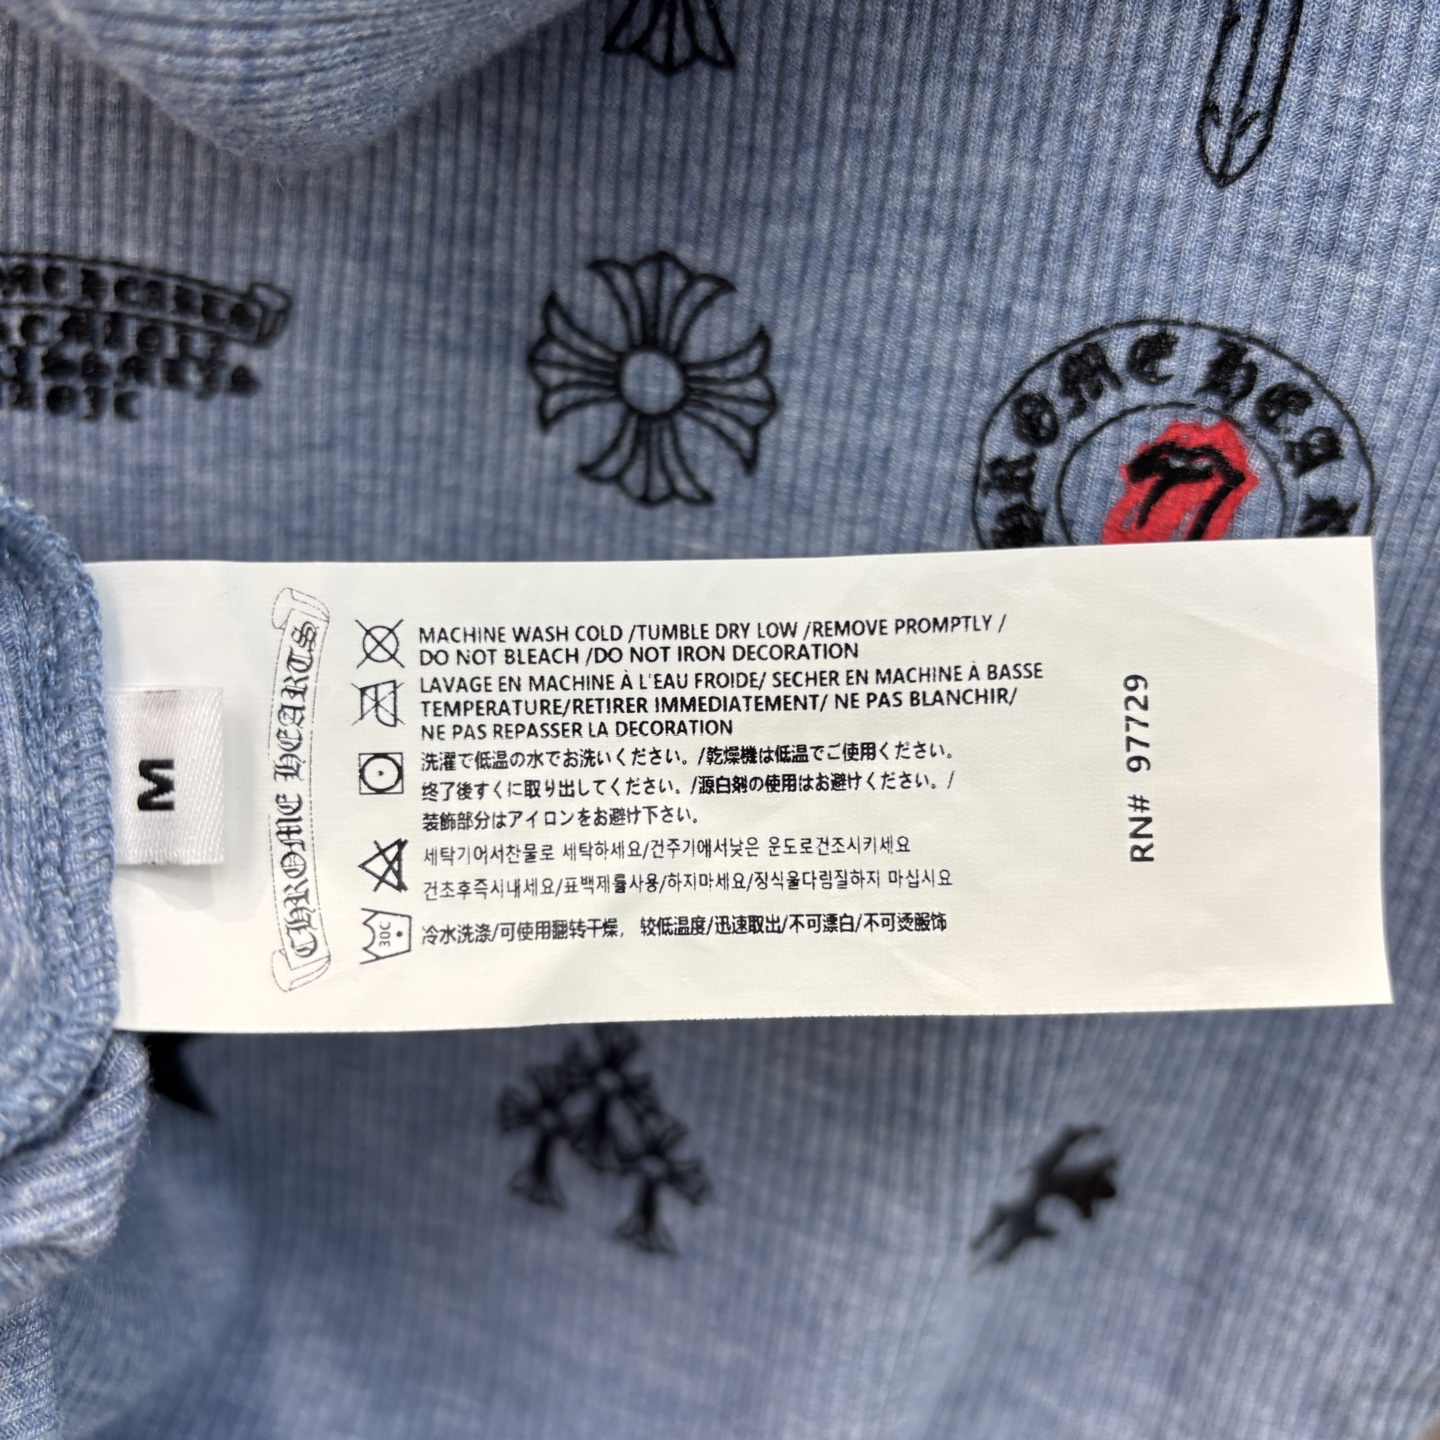 CHROME HEA
M
CHROME HEARTS
MACHINE WASH COLD /TUMBLE DRY LOW /REMOVE PROMPTLY /
DO NOT BLEACH /DO NOT IRON DECORATION
LAVAGE EN MACHINE À L'EAU FROIDE/ SECHER EN MACHINE À BASSE
TEMPERATURE/RETIRER IMMEDIATEMENT/ NE PAS BLANCHIR/
NE PAS REPASSER LA DECORATION
洗濯で低温の水でお洗いください。/乾燥機は低温でご使用ください。
終了後すくに取り出してください。/源白剤の使用はお避けください。/
装飾部分はアイロンをお避け下さい。
세탁기어서찬물로 세탁하세요/건주기에서낮은 운도로건조시키세요
건초후즉시내세요/표백제를사용/하지마세요/징식울다림질하지 마십시요
冷水洗涤/可使用翻转干燥, 较低温度/迅速取出/不可漂白/不可烫服饰
30C
RN# 97729